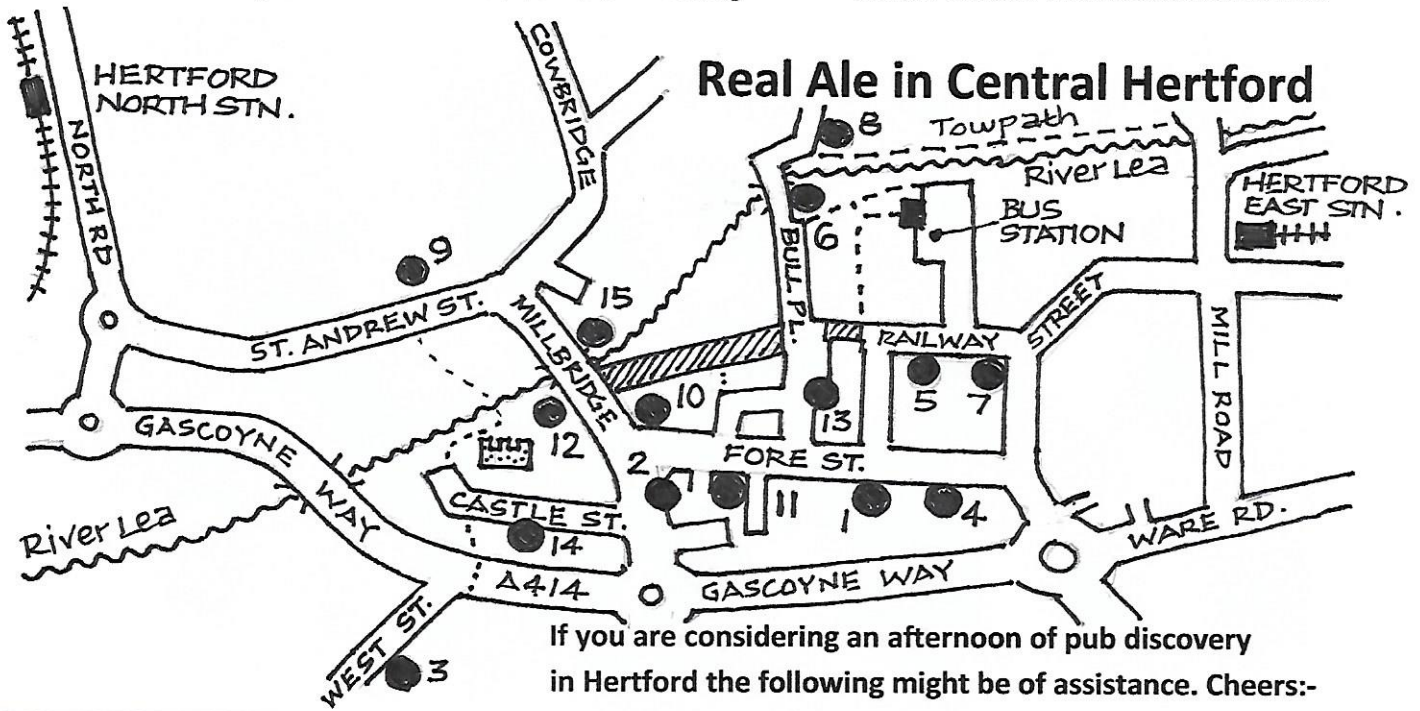 Real Ale in Central Hertford
HERTFORD
NORTH STN.
NORTH RD
COWBRIDGE
8
Towpath
River Lea
HERTFORD
EAST STN.
BUS
STATION
6
BULL PL.
9
15
ST. ANDREW ST.
MILLBRIDGE
RAILWAY
STREET
MILL ROAD
10
13
5
7
12
GASCOYNE
WAY
FORE ST.
2
11
1
4
CASTLE ST.
14
River Lea
A414
GASCOYNE WAY
WARE RD.
WEST ST.
3
If you are considering an afternoon of pub discovery
in Hertford the following might be of assistance. Cheers:-